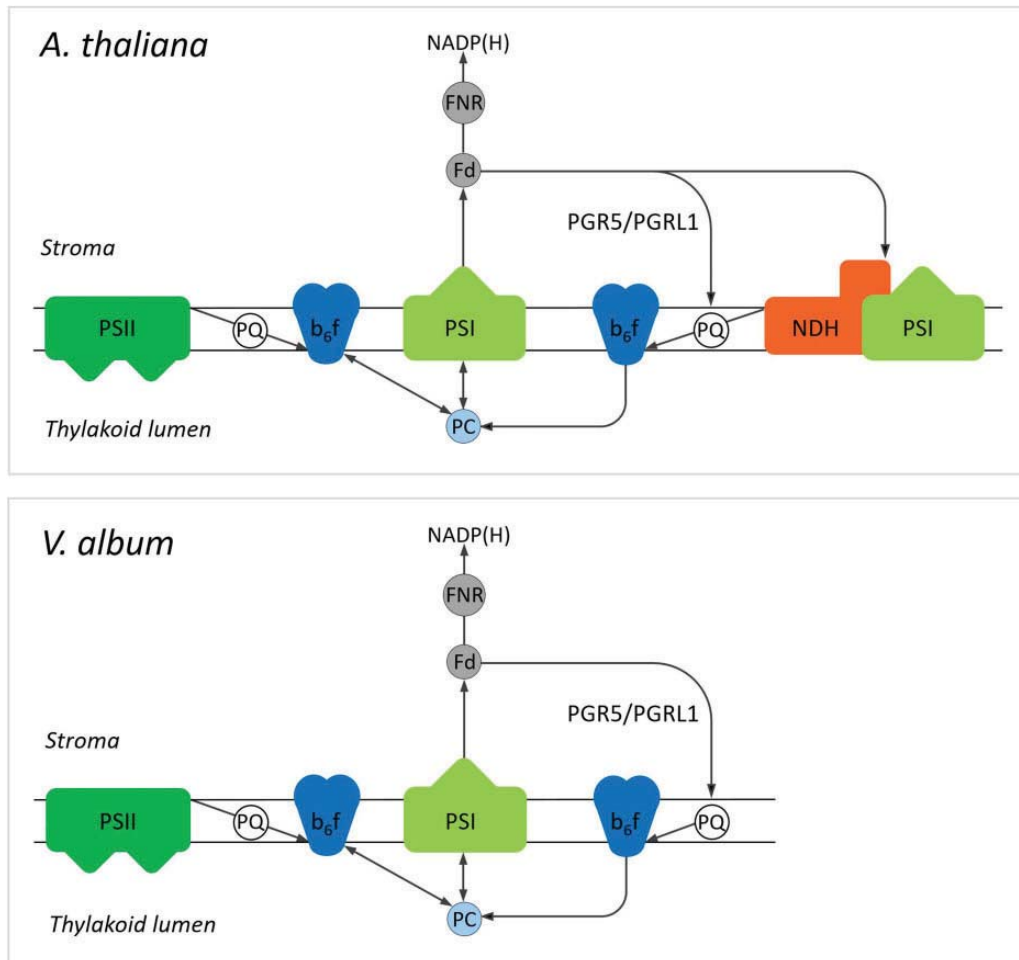 A. thaliana
NADP(H)
FNR
Fd
PGR5/PGRL1
Stroma
PSII
PQ
b6f
PSI
b6f
PQ
NDH
PSI
Thylakoid lumen
PC
V. album
NADP(H)
FNR
Fd
PGR5/PGRL1
Stroma
PSII
PQ
b6f
PSI
b6f
PQ
Thylakoid lumen
PC